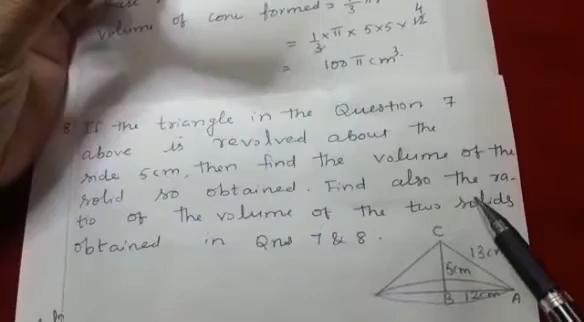 volume of cone formed = 1/3 π
= 1/3 × π × 5 × 5 × 12 4
= 100 π cm³.
8. If the triangle in the Question 7
above is revolved about the
side 5cm, then find the volume of the
solid so obtained. Find also the ra-
tio of the volume of the two solids
obtained in Qns 7 & 8.
C
13cm
5cm
B 12cm A